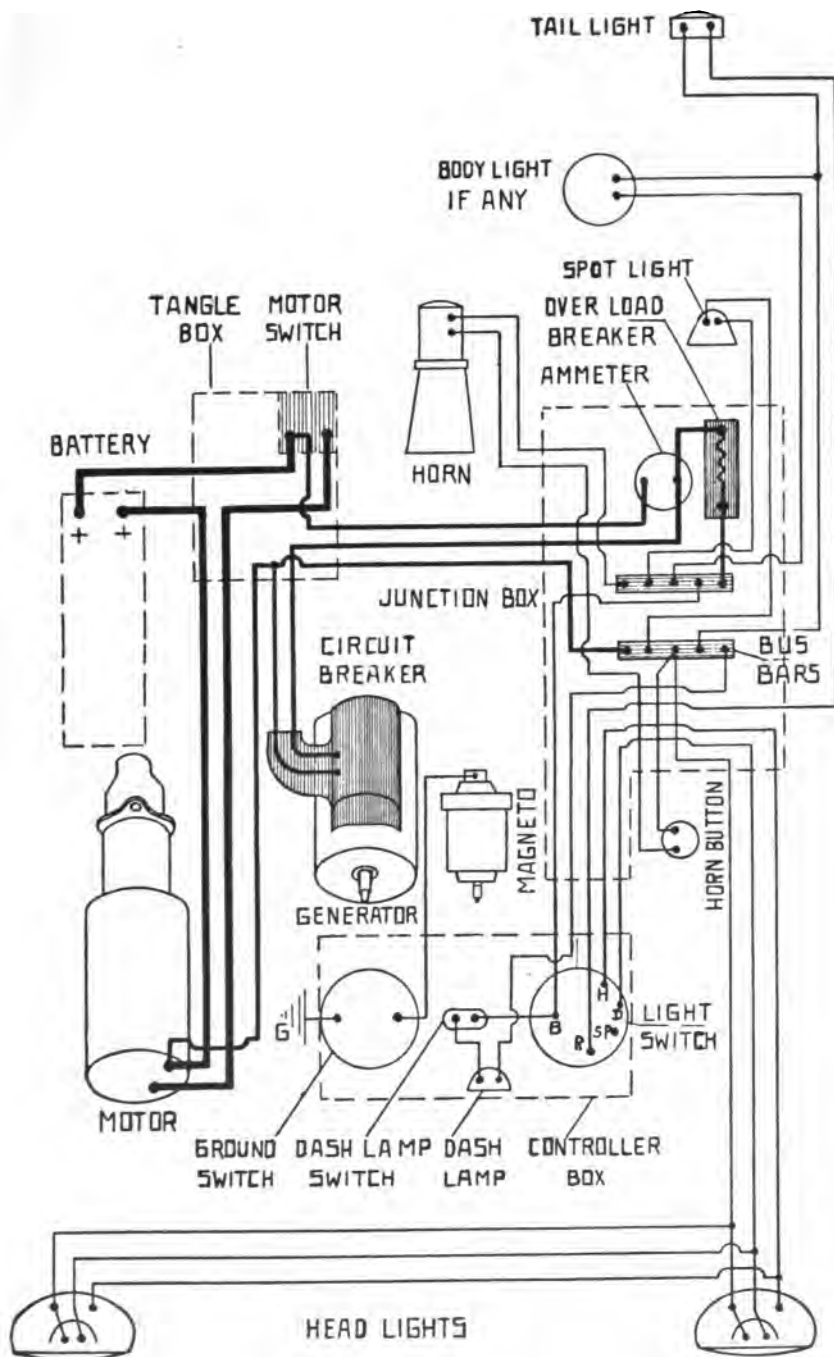 TAIL LIGHT
BODY LIGHT
IF ANY
SPOT LIGHT
OVER LOAD
BREAKER
AMMETER
TANGLE
BOX
MOTOR
SWITCH
BATTERY
+ +
HORN
JUNCTION BOX
CIRCUIT
BREAKER
BUS
BARS
MAGNETO
HORN BUTTON
GENERATOR
G
B
H
SP
R
LIGHT
SWITCH
MOTOR
GROUND
SWITCH
DASH LAMP
SWITCH
DASH
LAMP
CONTROLLER
BOX
HEAD LIGHTS